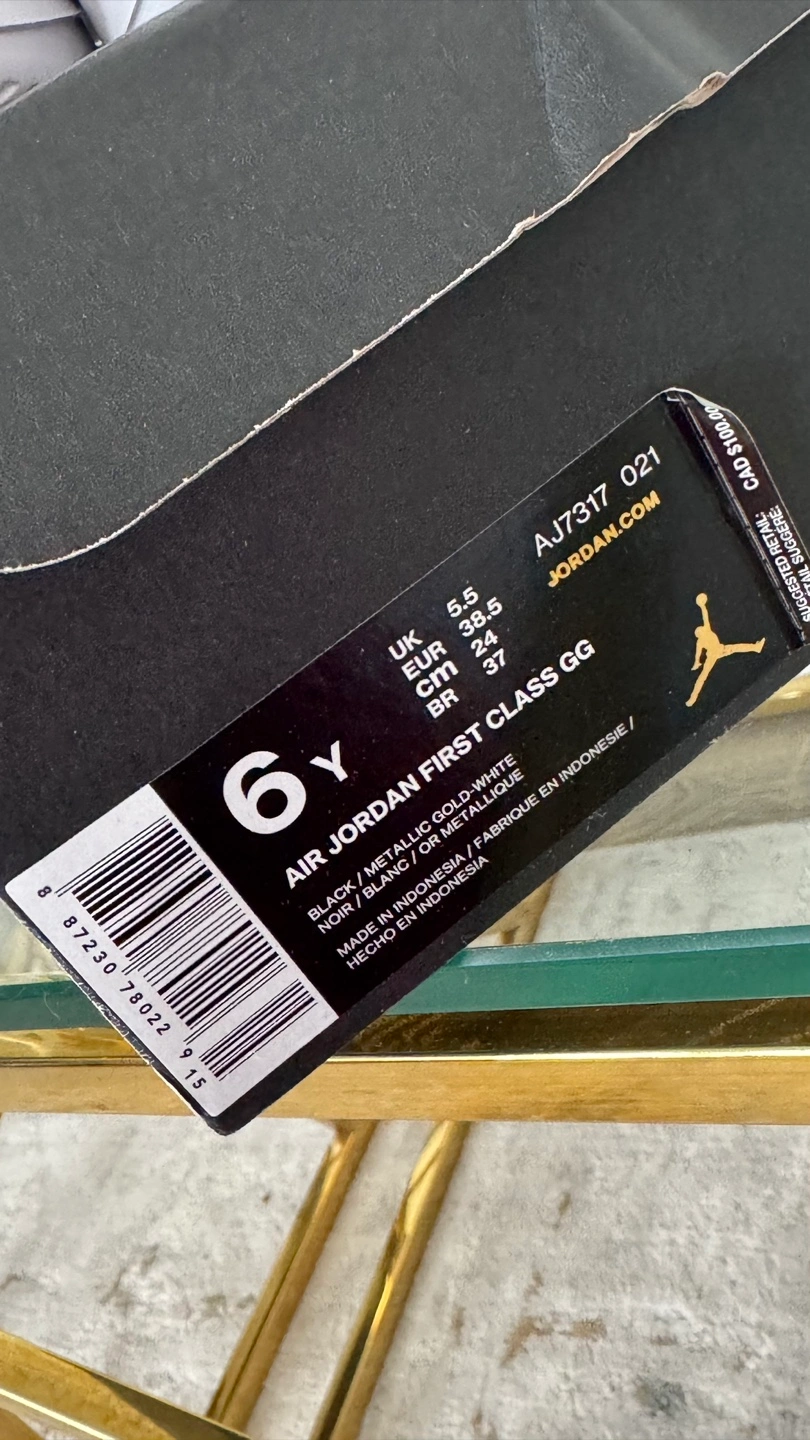 AJ7317 021
JORDAN.COM
CAD $100.00
SUGGESTED RETAIL:
SUGGERE:
UK 5.5
EUR 38.5
cm 24
BR 37
6 Y
AIR JORDAN FIRST CLASS GG
BLACK / METALLIC GOLD-WHITE
NOIR / BLANC / OR METALLIQUE
MADE IN INDONESIA / FABRIQUE EN INDONESIE /
HECHO EN INDONESIA
8 87230 78022 9 15